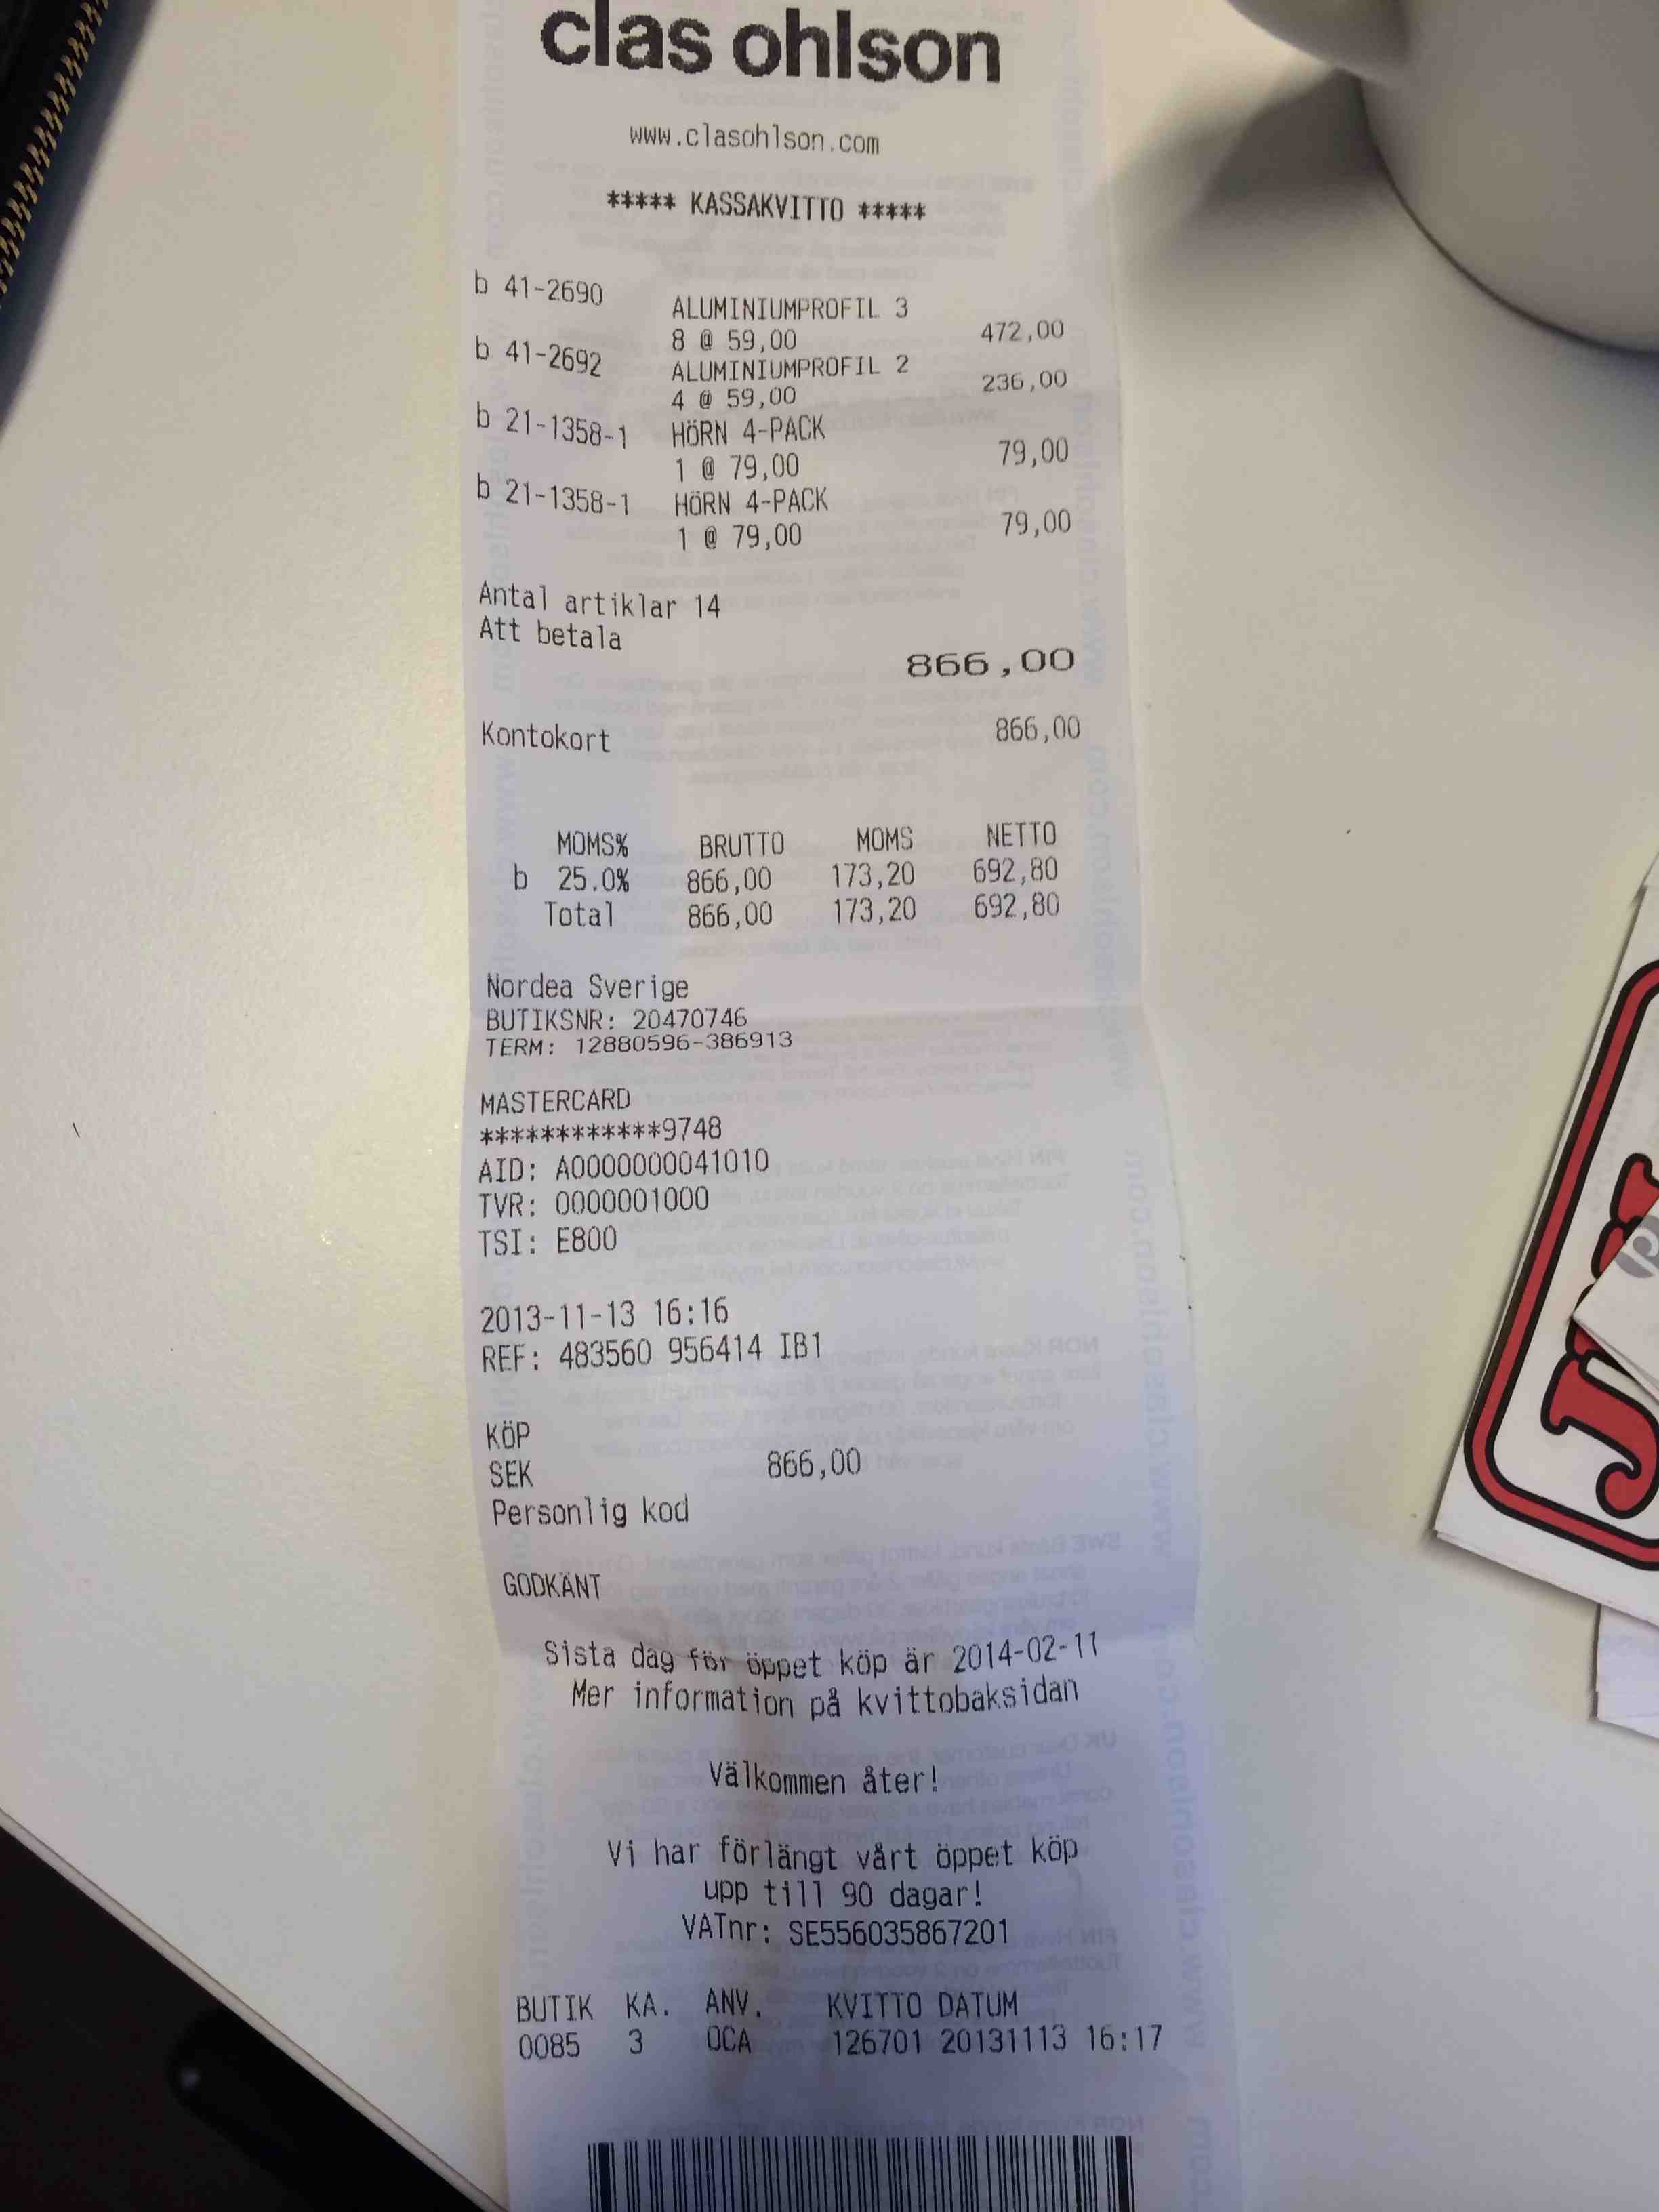 clas ohlson
www.clasohlson.com
***** KASSAKVITTO *****
b 41-2690 ALUMINIUMPROFIL 3
8 @ 59,00 472,00
b 41-2692 ALUMINIUMPROFIL 2
4 @ 59,00 236,00
b 21-1358-1 HÖRN 4-PACK
1 @ 79,00 79,00
b 21-1358-1 HÖRN 4-PACK
1 @ 79,00 79,00
Antal artiklar 14
Att betala
866,00
Kontokort 866,00
MOMS% BRUTTO MOMS NETTO
b 25.0% 866,00 173,20 692,80
Total 866,00 173,20 692,80
Nordea Sverige
BUTIKSNR: 20470746
TERM: 12880596-386913
MASTERCARD
************9748
AID: A0000000041010
TVR: 0000001000
TSI: E800
2013-11-13 16:16
REF: 483560 956414 IB1
KÖP
SEK 866,00
Personlig kod
GODKÄNT
Sista dag för öppet köp är 2014-02-11
Mer information på kvittobaksidan
Välkommen åter!
Vi har förlängt vårt öppet köp
upp till 90 dagar!
VATnr: SE556035867201
BUTIK KA. ANV. KVITTO DATUM
0085 3 OCA 126701 20131113 16:17